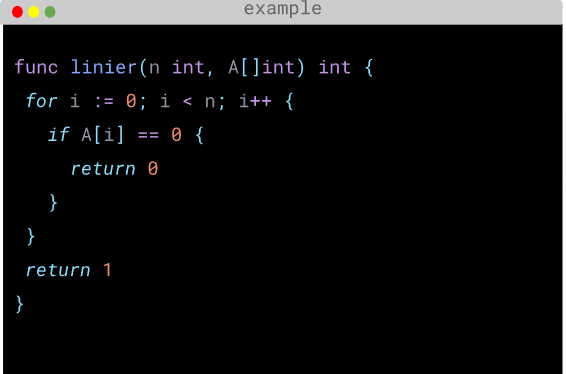 example
func linier(n int, A[]int) int {
for i := 0; i < n; i++ {
if A[i] == 0 {
return 0
}
}
return 1
}